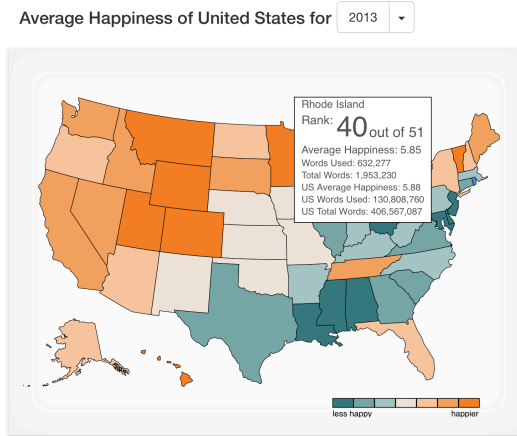 Average Happiness of United States for 2013
Rhode Island
Rank: 40 out of 51
Average Happiness: 5.85
Words Used: 632,277
Total Words: 1,953,230
US Average Happiness: 5.88
US Words Used: 130,808,760
US Total Words: 406,567,087
less happy happier